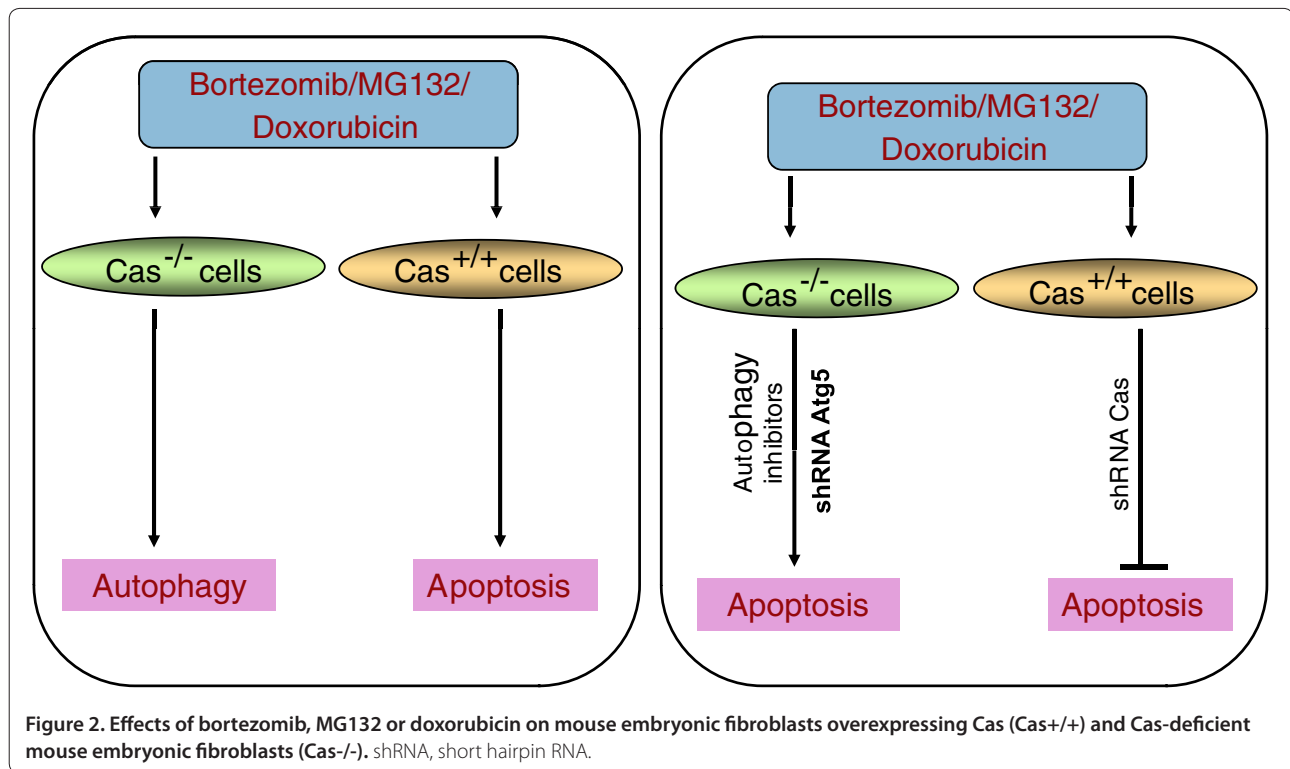 Bortezomib/MG132/
Doxorubicin
Cas-/- cells
Cas+/+ cells
Autophagy
Apoptosis
Bortezomib/MG132/
Doxorubicin
Cas-/- cells
Cas+/+ cells
Autophagy
inhibitors
shRNA Atg5
shRNA Cas
Apoptosis
Apoptosis
Figure 2. Effects of bortezomib, MG132 or doxorubicin on mouse embryonic fibroblasts overexpressing Cas (Cas+/+) and Cas-deficient
mouse embryonic fibroblasts (Cas-/-). shRNA, short hairpin RNA.